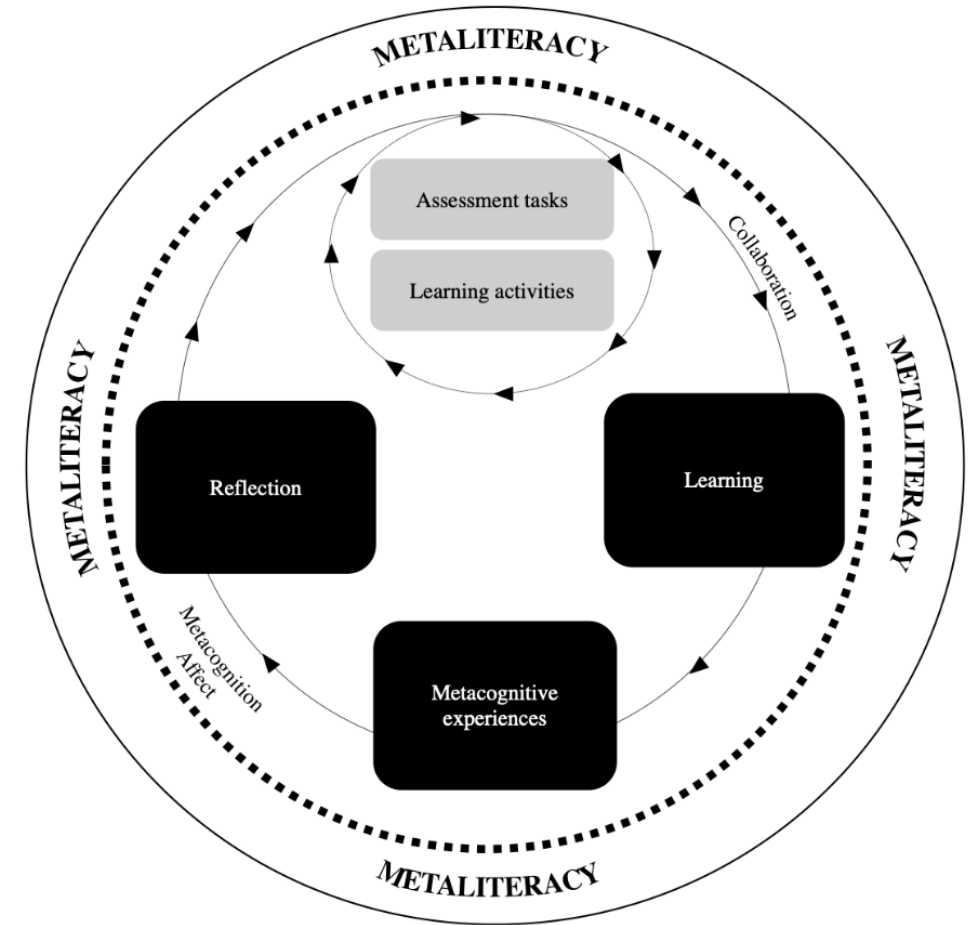 METALITERACY
Assessment tasks
Learning activities
Collaboration
METALITERACY
METALITERACY
Reflection
Learning
Metacognition
Affect
Metacognitive
experiences
METALITERACY